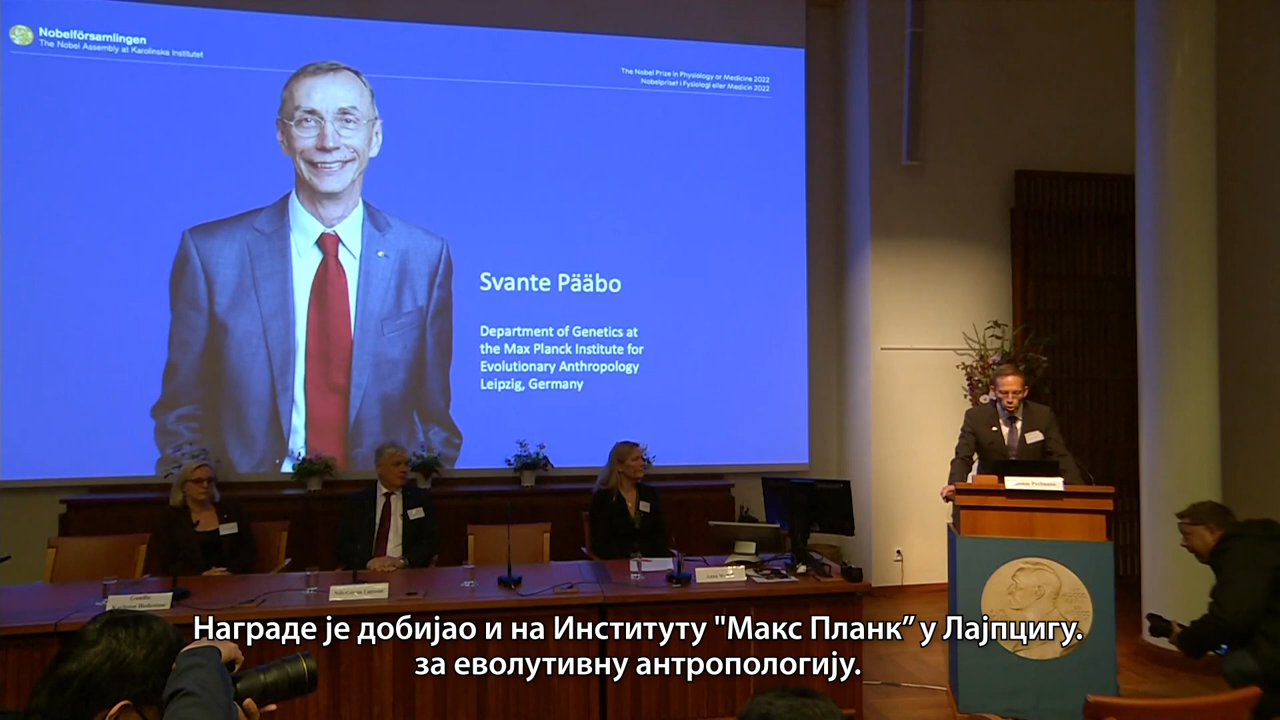 Nobelförsamlingen
The Nobel Assembly at Karolinska Institutet
The Nobel Prize in Physiology or Medicine 2022
Nobelpriset i Fysiologi eller Medicin 2022
Svante Pääbo
Department of Genetics at
the Max Planck Institute for
Evolutionary Anthropology
Leipzig, Germany
Награде је добијао и на Институту "Макс Планк” у Лајпцигу.
за еволутивну антропологију.